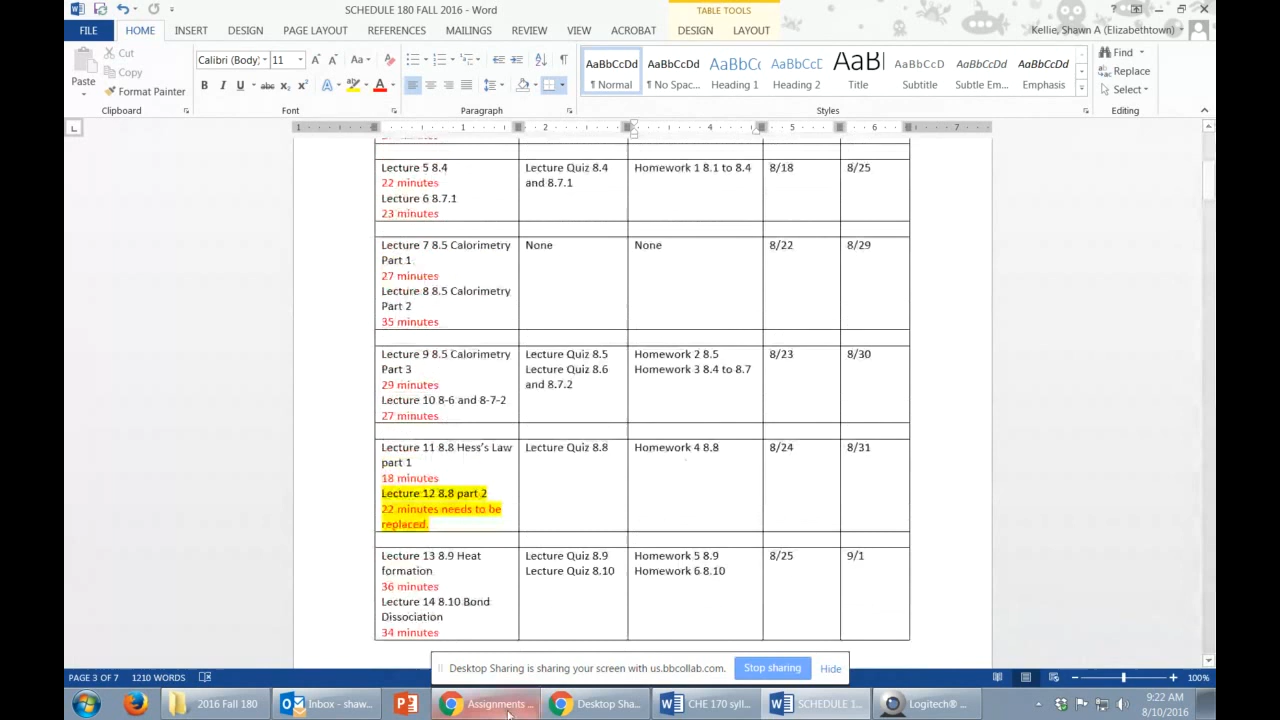 SCHEDULE 180 FALL 2016 - Word
TABLE TOOLS
FILE
HOME
INSERT
DESIGN
PAGE LAYOUT
REFERENCES
MAILINGS
REVIEW
VIEW
ACROBAT
DESIGN
LAYOUT
Kellie, Shawn A (Elizabethtown)
Paste
Cut
Copy
Format Painter
Clipboard
Calibri (Body)
11
Font
Paragraph
AaBbCcDd
¶ Normal
AaBbCcDd
¶ No Spac...
AaBbCc
Heading 1
AaBbCcD
Heading 2
AaBl
Title
AaBbCcD
Subtitle
AaBbCcDd
Subtle Em...
AaBbCcDd
Emphasis
Styles
Find
Replace
Select
Editing
1 1 2 4 5 6 7
Lecture 5 8.4
22 minutes
Lecture 6 8.7.1
23 minutes
Lecture Quiz 8.4
and 8.7.1
Homework 1 8.1 to 8.4
8/18
8/25
Lecture 7 8.5 Calorimetry
Part 1
27 minutes
Lecture 8 8.5 Calorimetry
Part 2
35 minutes
None
None
8/22
8/29
Lecture 9 8.5 Calorimetry
Part 3
29 minutes
Lecture 10 8-6 and 8-7-2
27 minutes
Lecture Quiz 8.5
Lecture Quiz 8.6
and 8.7.2
Homework 2 8.5
Homework 3 8.4 to 8.7
8/23
8/30
Lecture 11 8.8 Hess's Law
part 1
18 minutes
Lecture 12 8.8 part 2
22 minutes needs to be
replaced.
Lecture Quiz 8.8
Homework 4 8.8
8/24
8/31
Lecture 13 8.9 Heat
formation
36 minutes
Lecture 14 8.10 Bond
Dissociation
34 minutes
Lecture Quiz 8.9
Lecture Quiz 8.10
Homework 5 8.9
Homework 6 8.10
8/25
9/1
Desktop Sharing is sharing your screen with us.bbcollab.com.
Stop sharing
Hide
PAGE 3 OF 7
1210 WORDS
100%
2016 Fall 180
Inbox - shaw...
Assignments ...
Desktop Sha...
CHE 170 syll...
SCHEDULE 1...
Logitech® ...
9:22 AM
8/10/2016